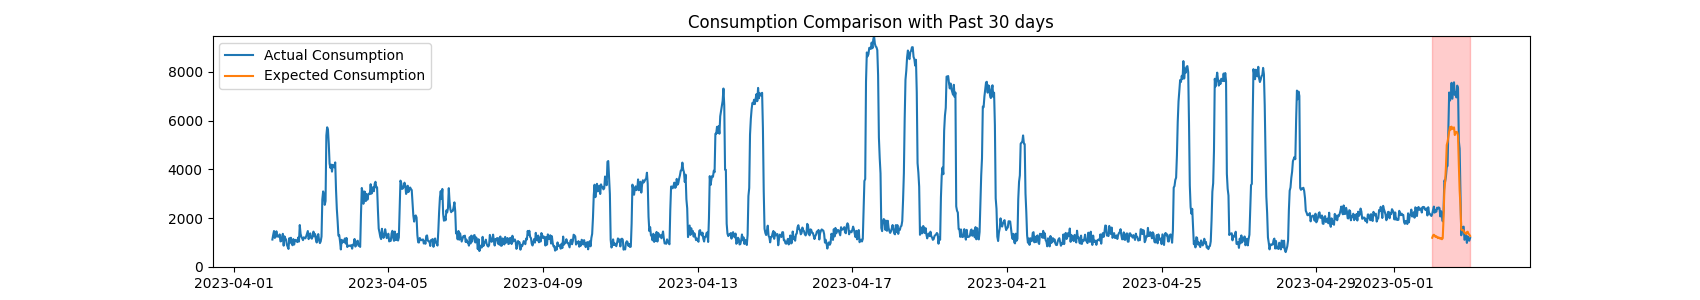 Consumption Comparison with Past 30 days
Actual Consumption
Expected Consumption
8000
6000
4000
2000
0
2023-04-01 2023-04-05 2023-04-09 2023-04-13 2023-04-17 2023-04-21 2023-04-25 2023-04-29 2023-05-01